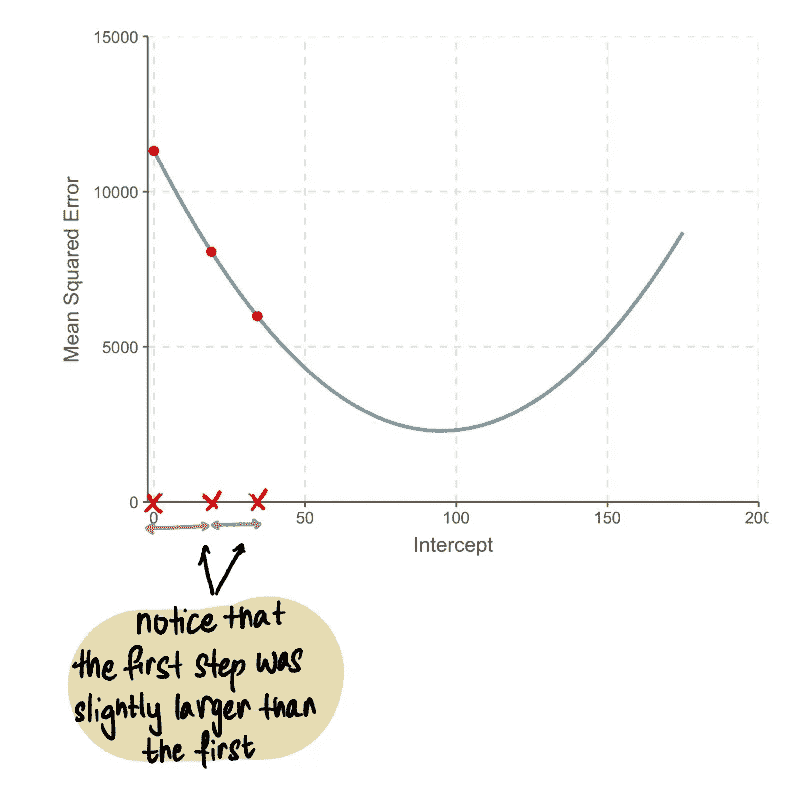 15000
10000
5000
0
Mean Squared Error
0 50 100 150 200
Intercept
notice that
the first step was
slightly larger than
the first